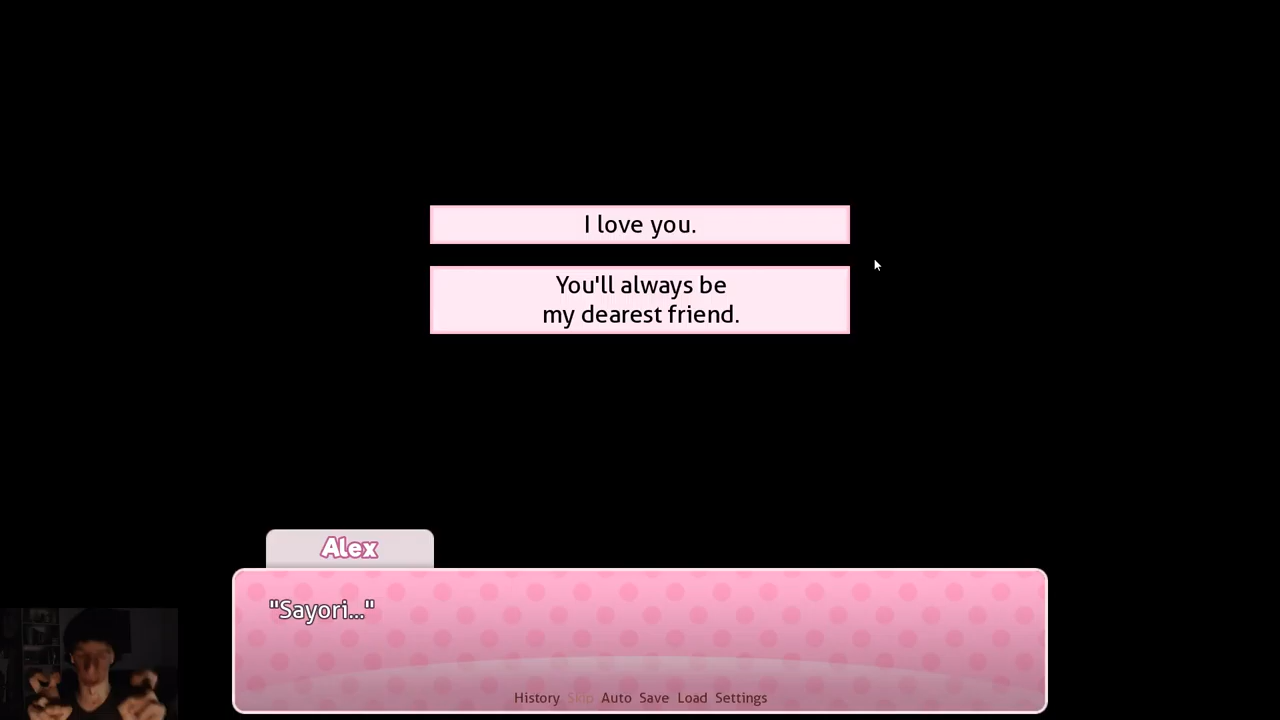 I love you.
You'll always be
my dearest friend.
Alex
"Sayori..."
History Skip Auto Save Load Settings